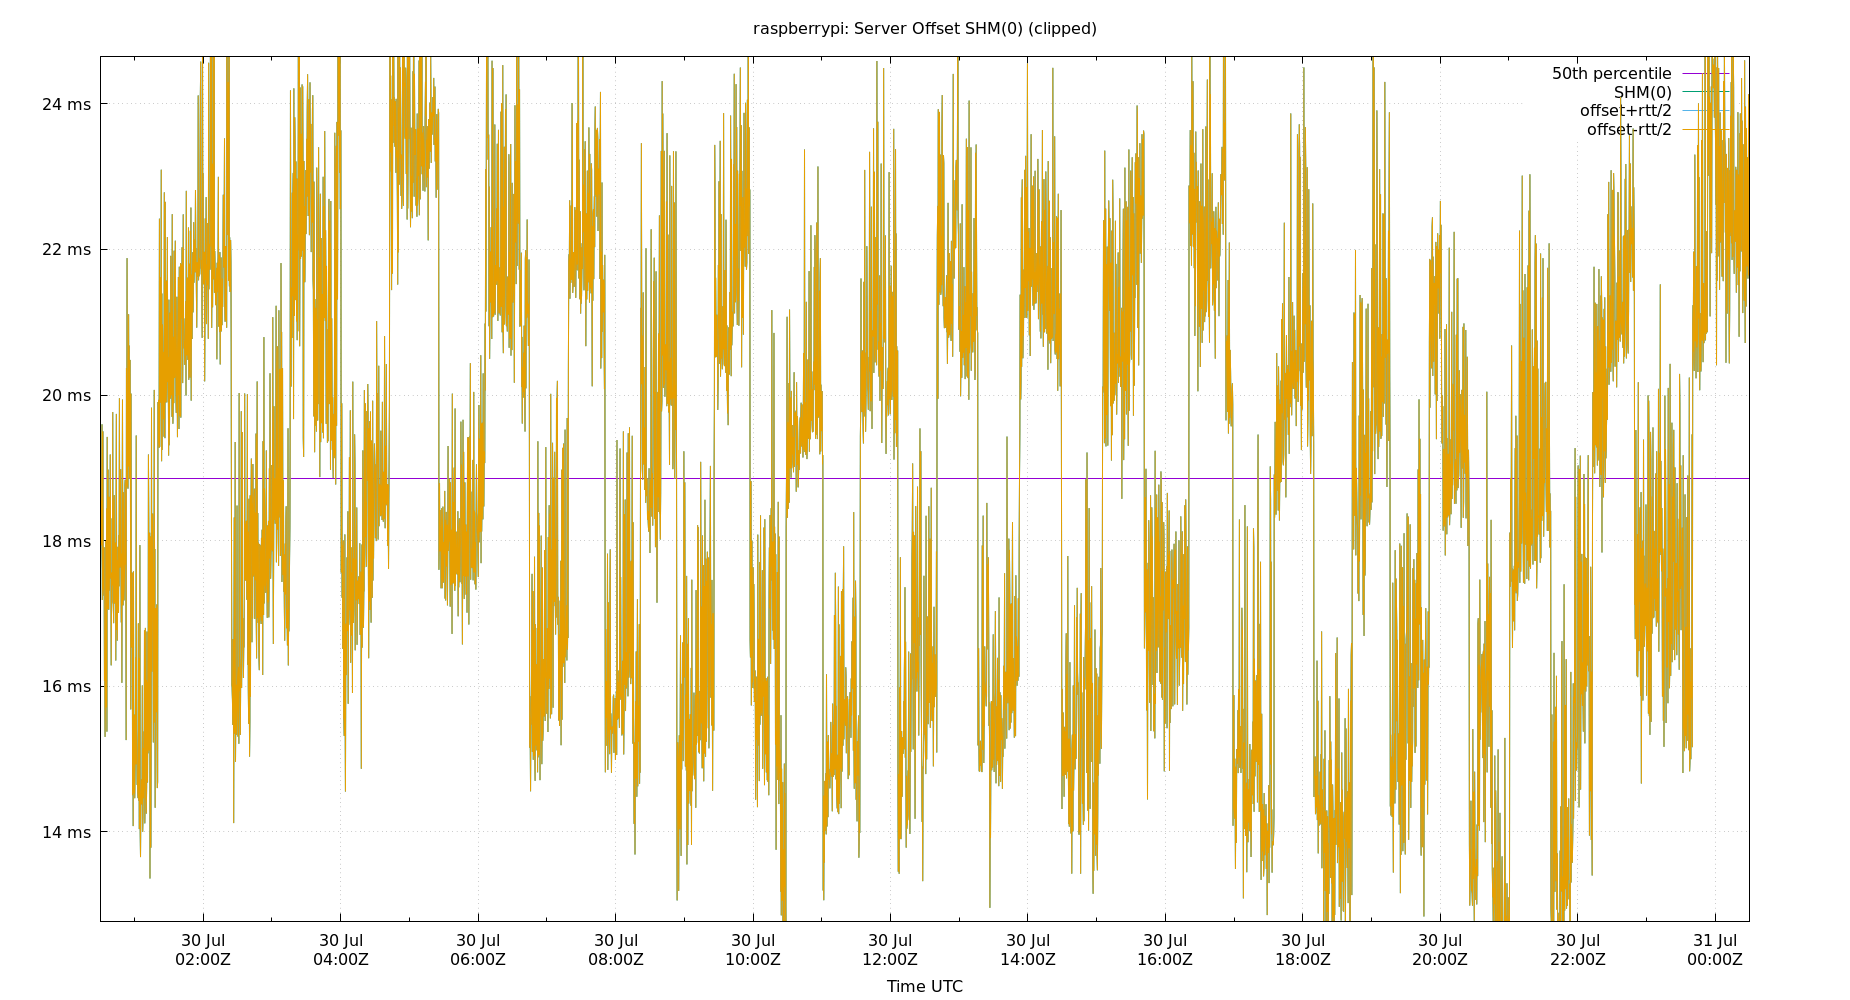 raspberrypi: Server Offset SHM(0) (clipped)
50th percentile
SHM(0)
offset+rtt/2
offset-rtt/2
24 ms
22 ms
20 ms
18 ms
16 ms
14 ms
30 Jul 30 Jul 30 Jul 30 Jul 30 Jul 30 Jul 30 Jul 30 Jul 30 Jul 30 Jul 30 Jul 31 Jul
02:00Z 04:00Z 06:00Z 08:00Z 10:00Z 12:00Z 14:00Z 16:00Z 18:00Z 20:00Z 22:00Z 00:00Z
Time UTC